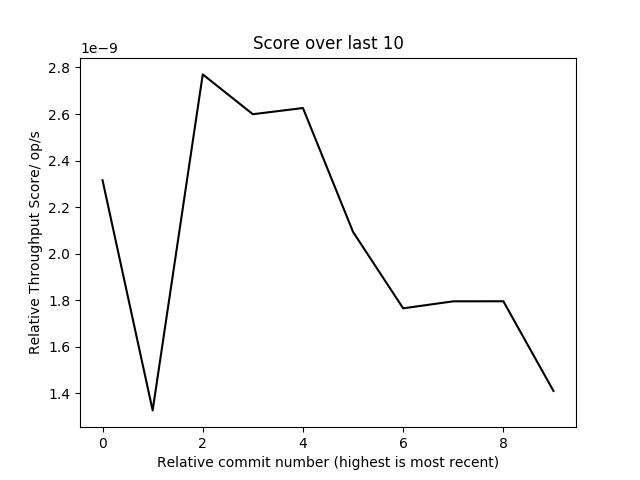 Score over last 10
1e−9
2.8
2.6
2.4
2.2
2.0
1.8
1.6
1.4
Relative Throughput Score/ op/s
0 2 4 6 8
Relative commit number (highest is most recent)